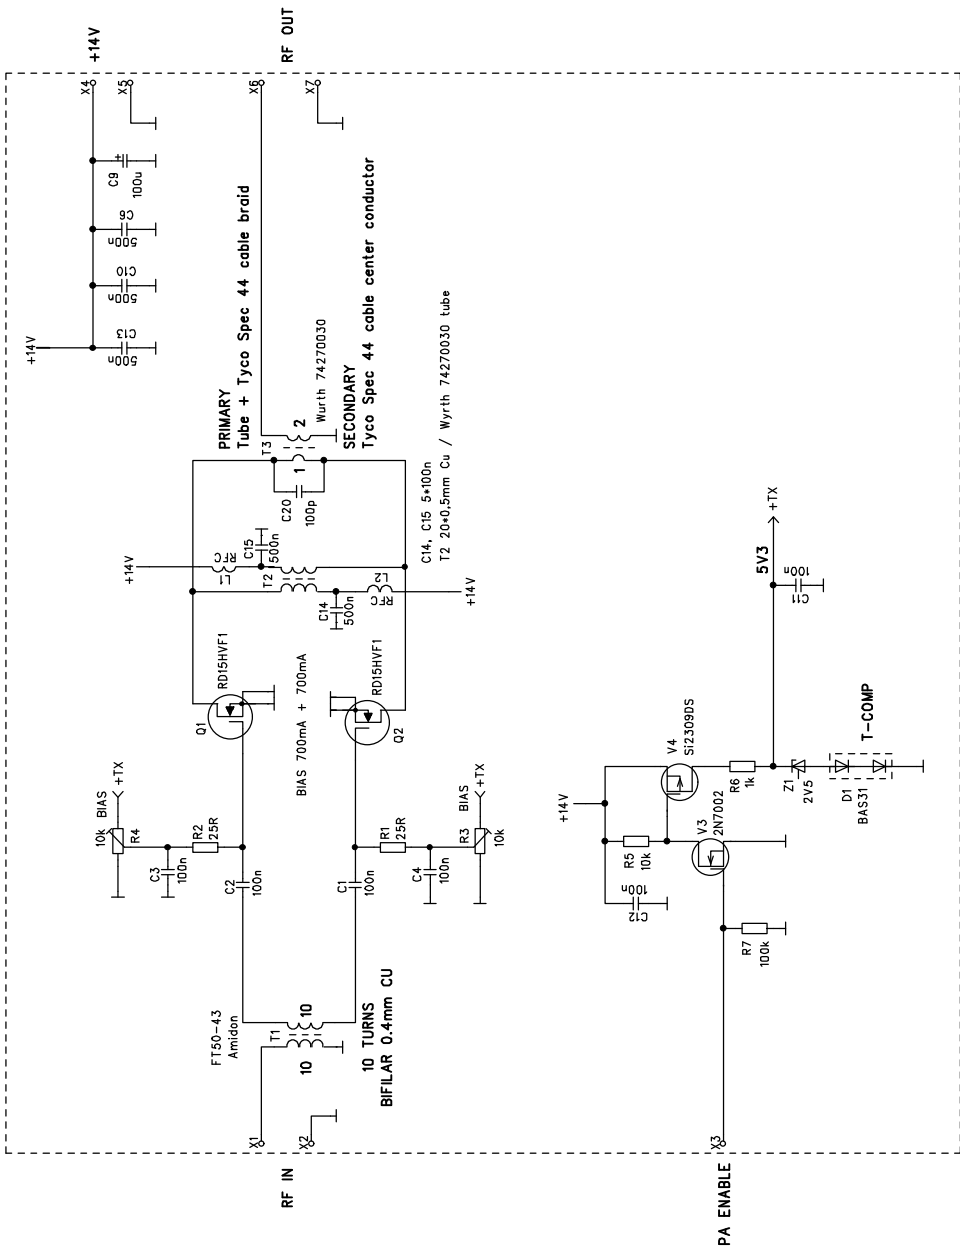 +14V
X4
X5
C9
100u
+
C6
500n
C10
500n
C13
500n
+14V
RF OUT
X6
X7
PRIMARY
Tube + Tyco Spec 44 cable braid
T3
1
2
Wurth 74270030
SECONDARY
Tyco Spec 44 cable center conductor
C20
100p
C14, C15 5*100n
T2 20*0,5mm Cu / Wyrth 74270030 tube
+14V
L1
RFC
C15
500n
T2
C14
500n
L2
RFC
+14V
Q1
RD15HVF1
BIAS 700mA + 700mA
Q2
RD15HVF1
BIAS
+TX
10k
R4
C3
100n
R2
25R
C2
100n
C1
100n
R1
25R
C4
100n
R3
10k
BIAS
+TX
FT50-43
Amidon
T1
10
10
10 TURNS
BIFILAR 0.4mm CU
RF IN
X1
X2
+14V
C12
100n
R5
10k
V4
Si2309DS
V3
2N7002
R6
1k
R7
100k
5V3
+TX
C11
100n
Z1
2V5
D1
BAS31
T-COMP
X3
PA ENABLE